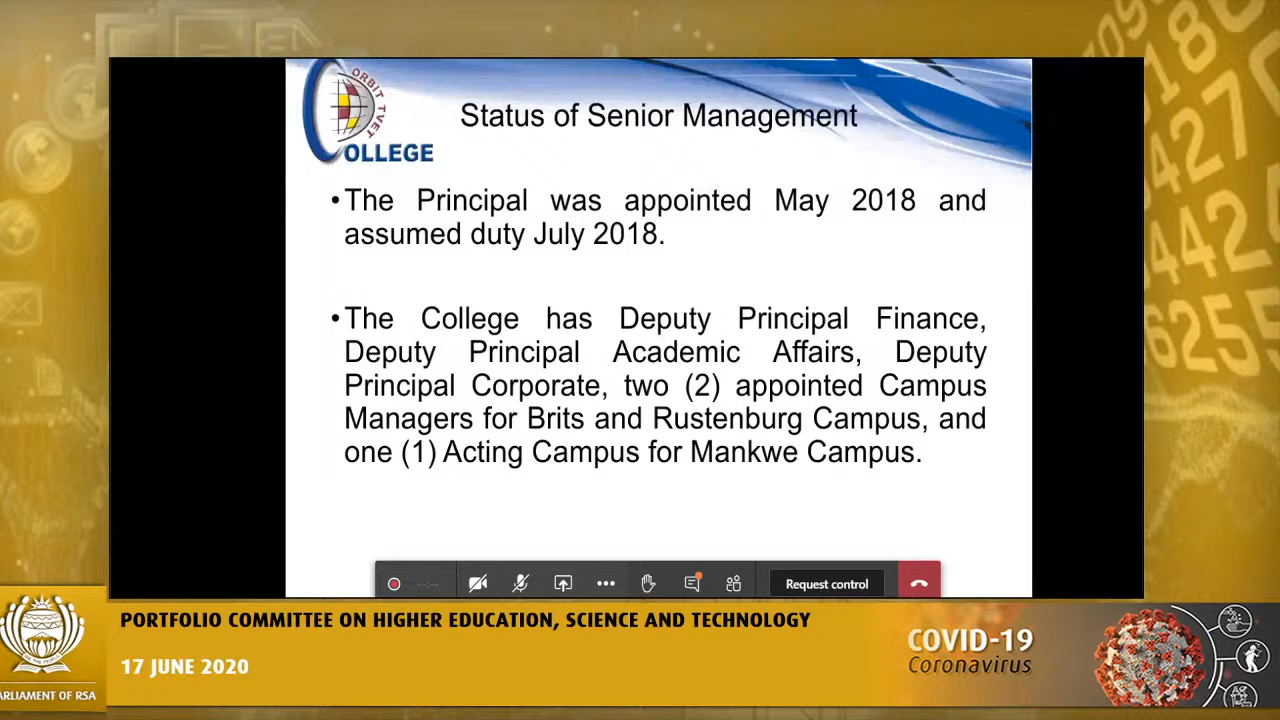 ORBIT TVET
COLLEGE
Status of Senior Management
•The Principal was appointed May 2018 and
assumed duty July 2018.
•The College has Deputy Principal Finance,
Deputy Principal Academic Affairs, Deputy
Principal Corporate, two (2) appointed Campus
Managers for Brits and Rustenburg Campus, and
one (1) Acting Campus for Mankwe Campus.
Request control
PORTFOLIO COMMITTEE ON HIGHER EDUCATION, SCIENCE AND TECHNOLOGY
17 JUNE 2020
COVID-19
Coronavirus
ARLIAMENT OF RSA